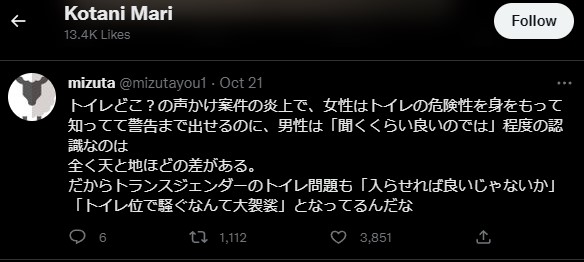 Kotani Mari
13.4K Likes
Follow
mizuta @mizutayou1 · Oct 21
トイレどこ？の声かけ案件の炎上で、女性はトイレの危険性を身をもって
知ってて警告まで出せるのに、男性は「聞くくらい良いのでは」程度の認
識なのは
全く天と地ほどの差がある。
だからトランスジェンダーのトイレ問題も「入らせれば良いじゃないか」
「トイレ位で騒ぐなんて大袈裟」となってるんだな
6 1,112 3,851